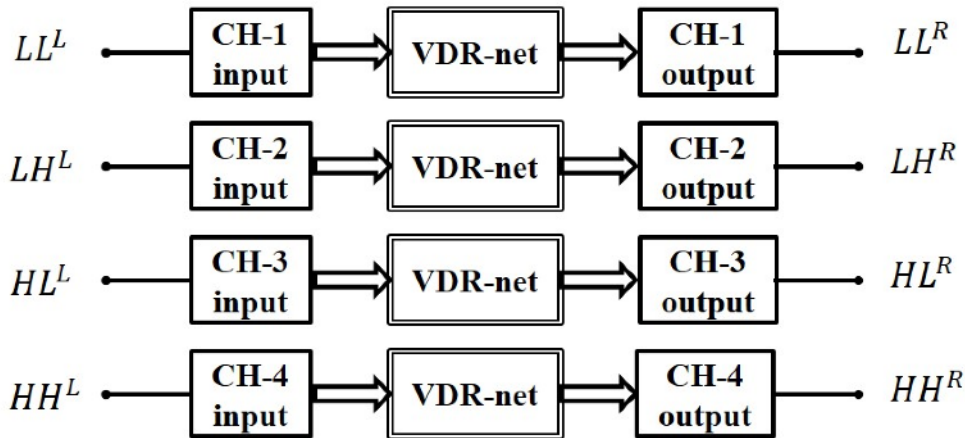 LL^L CH-1 input VDR-net CH-1 output LL^R
LH^L CH-2 input VDR-net CH-2 output LH^R
HL^L CH-3 input VDR-net CH-3 output HL^R
HH^L CH-4 input VDR-net CH-4 output HH^R